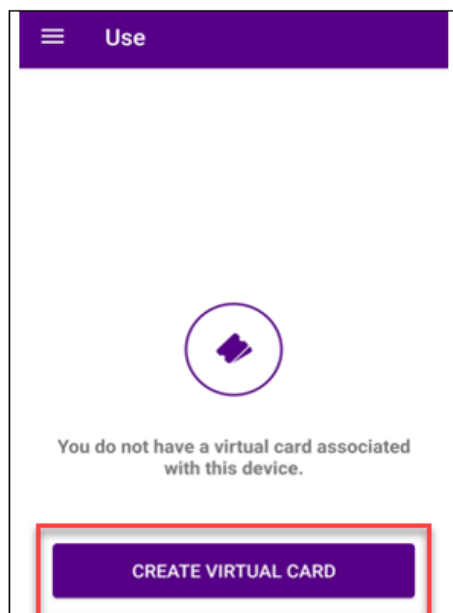 Use
You do not have a virtual card associated
with this device.
CREATE VIRTUAL CARD